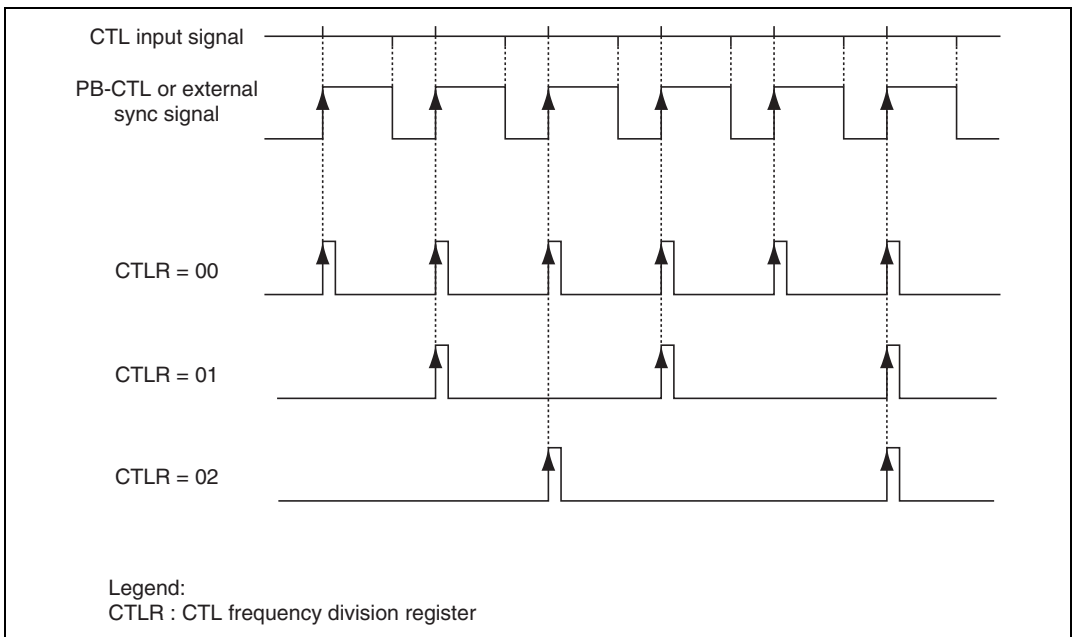 CTL input signal
PB-CTL or external
sync signal
CTLR = 00
CTLR = 01
CTLR = 02
Legend:
CTLR : CTL frequency division register